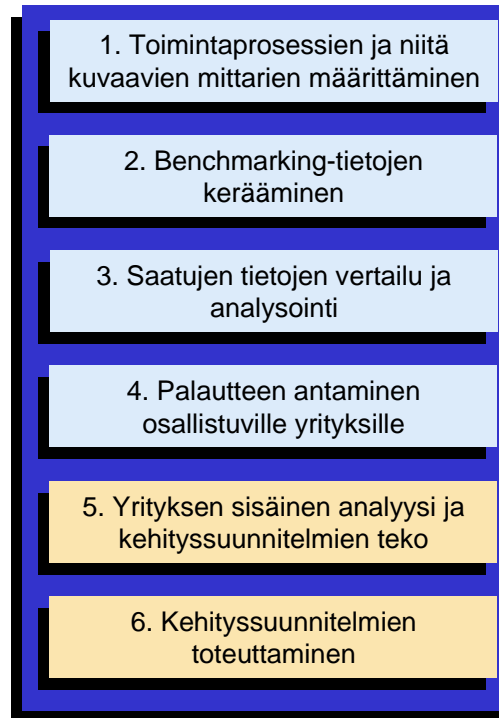 1. Toimintaprosessien ja niitä
kuvaavien mittarien määrittäminen
2. Benchmarking-tietojen
kerääminen
3. Saatujen tietojen vertailu ja
analysointi
4. Palautteen antaminen
osallistuville yrityksille
5. Yrityksen sisäinen analyysi ja
kehityssuunnitelmien teko
6. Kehityssuunnitelmien
toteuttaminen